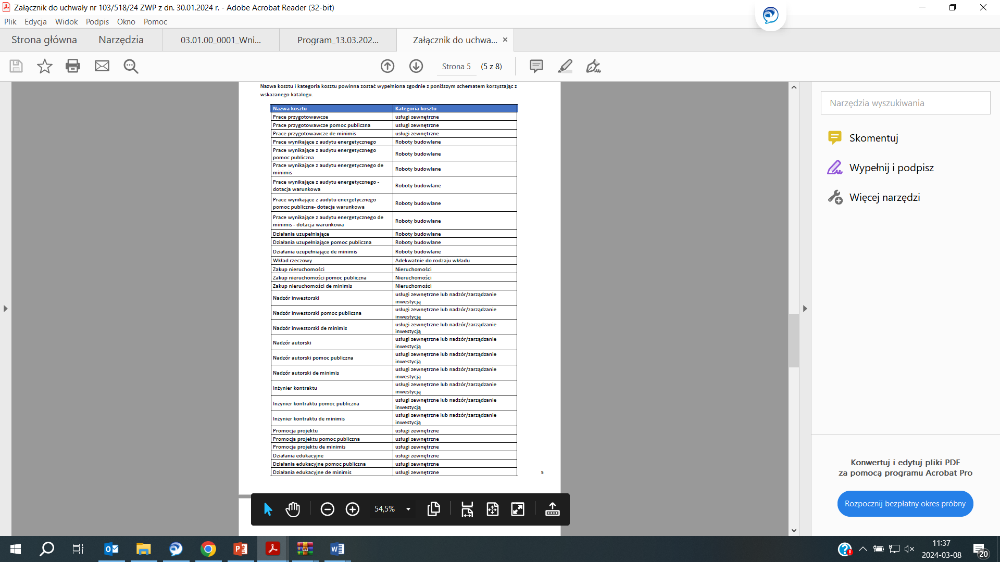 Załącznik do uchwały nr 103/518/24 ZWP z dn. 30.01.2024 r. - Adobe Acrobat Reader (32-bit)
Plik Edycja Widok Podpis Okno Pomoc
Strona główna Narzędzia 03.01.00_0001_Wni... Program_13.03.202... Załącznik do uchwa...
Strona 5 (5 z 8)
Nazwa kosztu i kategoria kosztu powinna zostać wypełniona zgodnie z poniższym schematem korzystając z
wskazanego katalogu.
Nazwa kosztu Kategoria kosztu
Prace przygotowawcze usługi zewnętrzne
Prace przygotowawcze pomoc publiczna usługi zewnętrzne
Prace przygotowawcze de minimis usługi zewnętrzne
Prace wynikające z audytu energetycznego Roboty budowlane
Prace wynikające z audytu energetycznego
pomoc publiczna Roboty budowlane
Prace wynikające z audytu energetycznego de
minimis Roboty budowlane
Prace wynikające z audytu energetycznego -
dotacja warunkowa Roboty budowlane
Prace wynikające z audytu energetycznego
pomoc publiczna- dotacja warunkowa Roboty budowlane
Prace wynikające z audytu energetycznego de
minimis - dotacja warunkowa Roboty budowlane
Działania uzupełniające Roboty budowlane
Działania uzupełniające pomoc publiczna Roboty budowlane
Działania uzupełniające de minimis Roboty budowlane
Wkład rzeczowy Adekwatnie do rodzaju wkładu
Zakup nieruchomości Nieruchomości
Zakup nieruchomości pomoc publiczna Nieruchomości
Zakup nieruchomości de minimis Nieruchomości
Nadzór inwestorski usługi zewnętrzne lub nadzór/zarządzanie
inwestycją
Nadzór inwestorski pomoc publiczna usługi zewnętrzne lub nadzór/zarządzanie
inwestycją
Nadzór inwestorski de minimis usługi zewnętrzne lub nadzór/zarządzanie
inwestycją
Nadzór autorski usługi zewnętrzne lub nadzór/zarządzanie
inwestycją
Nadzór autorski pomoc publiczna usługi zewnętrzne lub nadzór/zarządzanie
inwestycją
Nadzór autorski de minimis usługi zewnętrzne lub nadzór/zarządzanie
inwestycją
Inżynier kontraktu usługi zewnętrzne lub nadzór/zarządzanie
inwestycją
Inżynier kontraktu pomoc publiczna usługi zewnętrzne lub nadzór/zarządzanie
inwestycją
Inżynier kontraktu de minimis usługi zewnętrzne lub nadzór/zarządzanie
inwestycją
Promocja projektu usługi zewnętrzne
Promocja projektu pomoc publiczna usługi zewnętrzne
Promocja projektu de minimis usługi zewnętrzne
Działania edukacyjne usługi zewnętrzne
Działania edukacyjne pomoc publiczna usługi zewnętrzne
Działania edukacyjne de minimis usługi zewnętrzne
5
54,5%
Narzędzia wyszukiwania
Skomentuj
Wypełnij i podpisz
Więcej narzędzi
Konwertuj i edytuj pliki PDF
za pomocą programu Acrobat Pro
Rozpocznij bezpłatny okres próbny
11:37
2024-03-08
20